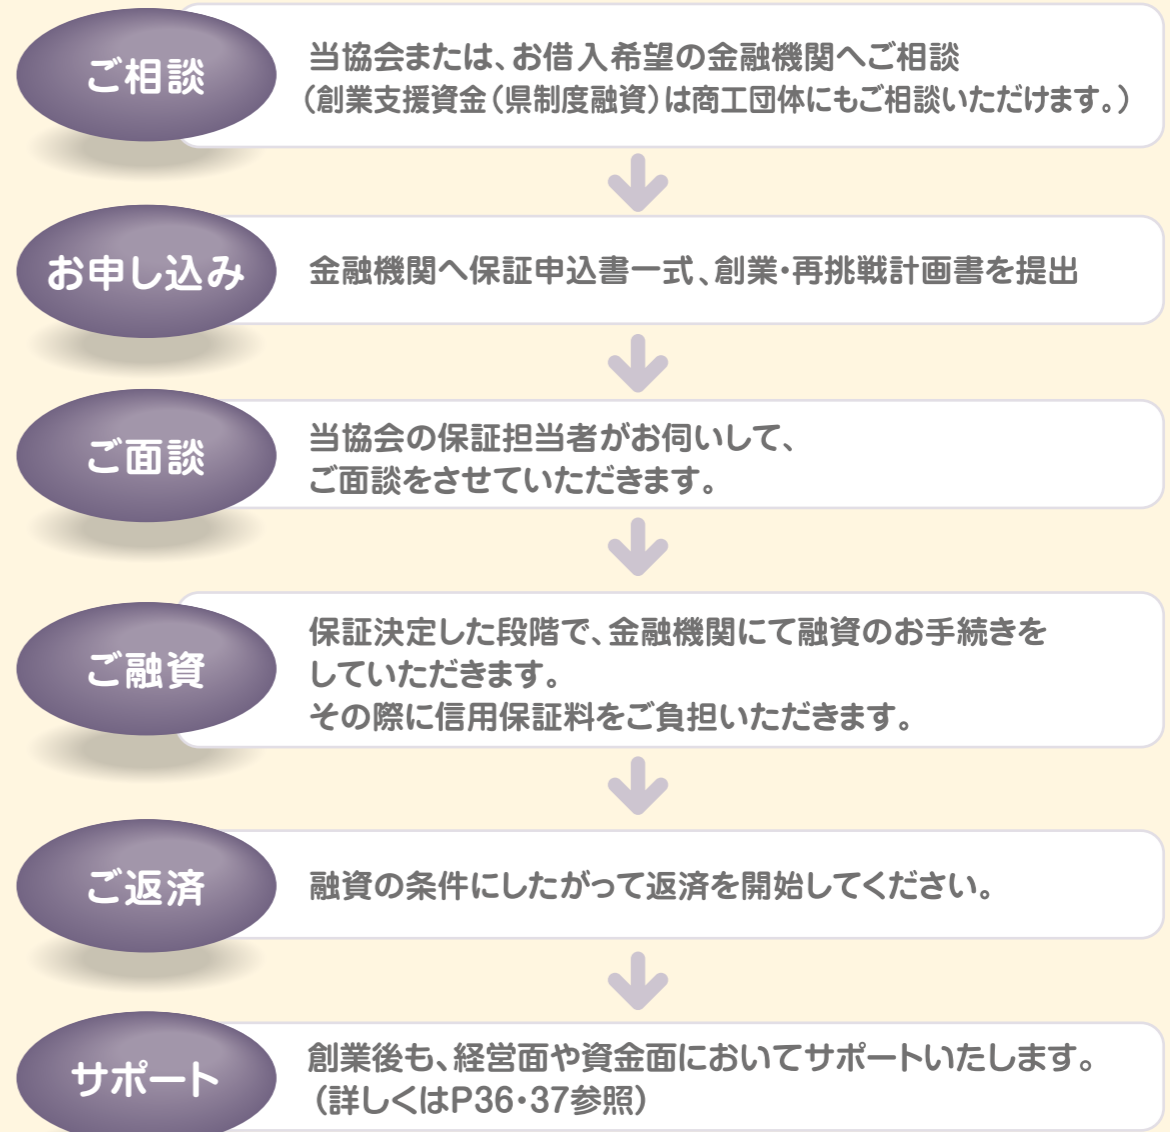 ご相談
当協会または、お借入希望の金融機関へご相談
（創業支援資金（県制度融資）は商工団体にもご相談いただけます。）
お申し込み
金融機関へ保証申込書一式、創業・再挑戦計画書を提出
ご面談
当協会の保証担当者がお伺いして、
ご面談をさせていただきます。
ご融資
保証決定した段階で、金融機関にて融資のお手続きを
していただきます。
その際に信用保証料をご負担いただきます。
ご返済
融資の条件にしたがって返済を開始してください。
サポート
創業後も、経営面や資金面においてサポートいたします。
（詳しくはP36・37参照）